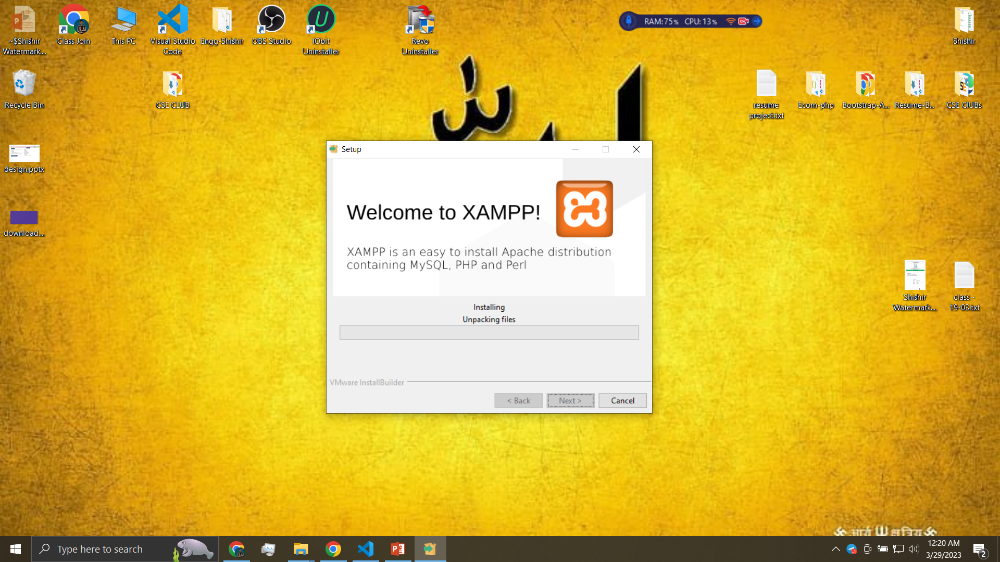 ~$Shishir
Watermark....
Class Join
This PC
Visual Studio
Code
Engg-Shishir
OBS Studio
IObit
Uninstaller
Revo
Uninstaller
RAM:75% CPU: 13%
Shishir
Recycle Bin
CSE CLUB
resume
project.txt
Ecom-php
Bootstrap-A...
Resume-B...
CSE ClUBs
design.pptx
download....
Setup
Welcome to XAMPP!
XAMPP is an easy to install Apache distribution
containing MySQL, PHP and Perl
Installing
Unpacking files
VMware InstallBuilder
< Back
Next >
Cancel
Shishir
Watermark....
class -
19-03.txt
Type here to search
12:20 AM
3/29/2023
2